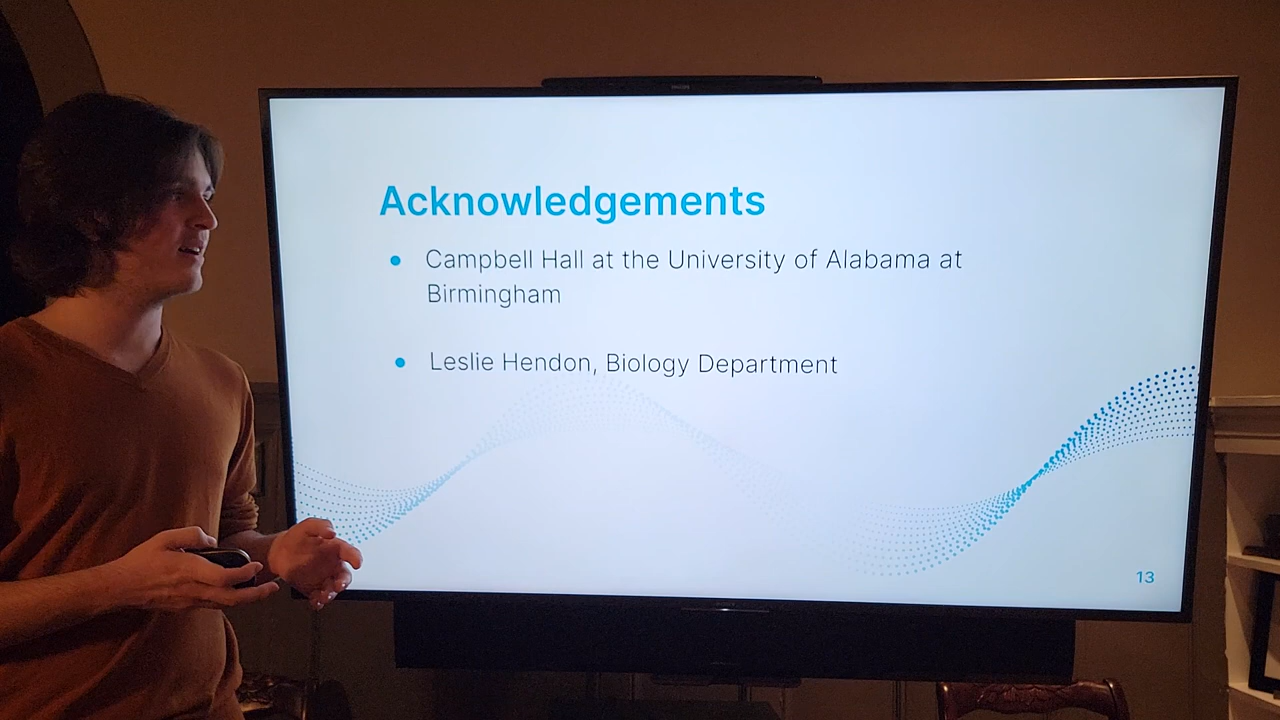 Acknowledgements
• Campbell Hall at the University of Alabama at
Birmingham
• Leslie Hendon, Biology Department
13